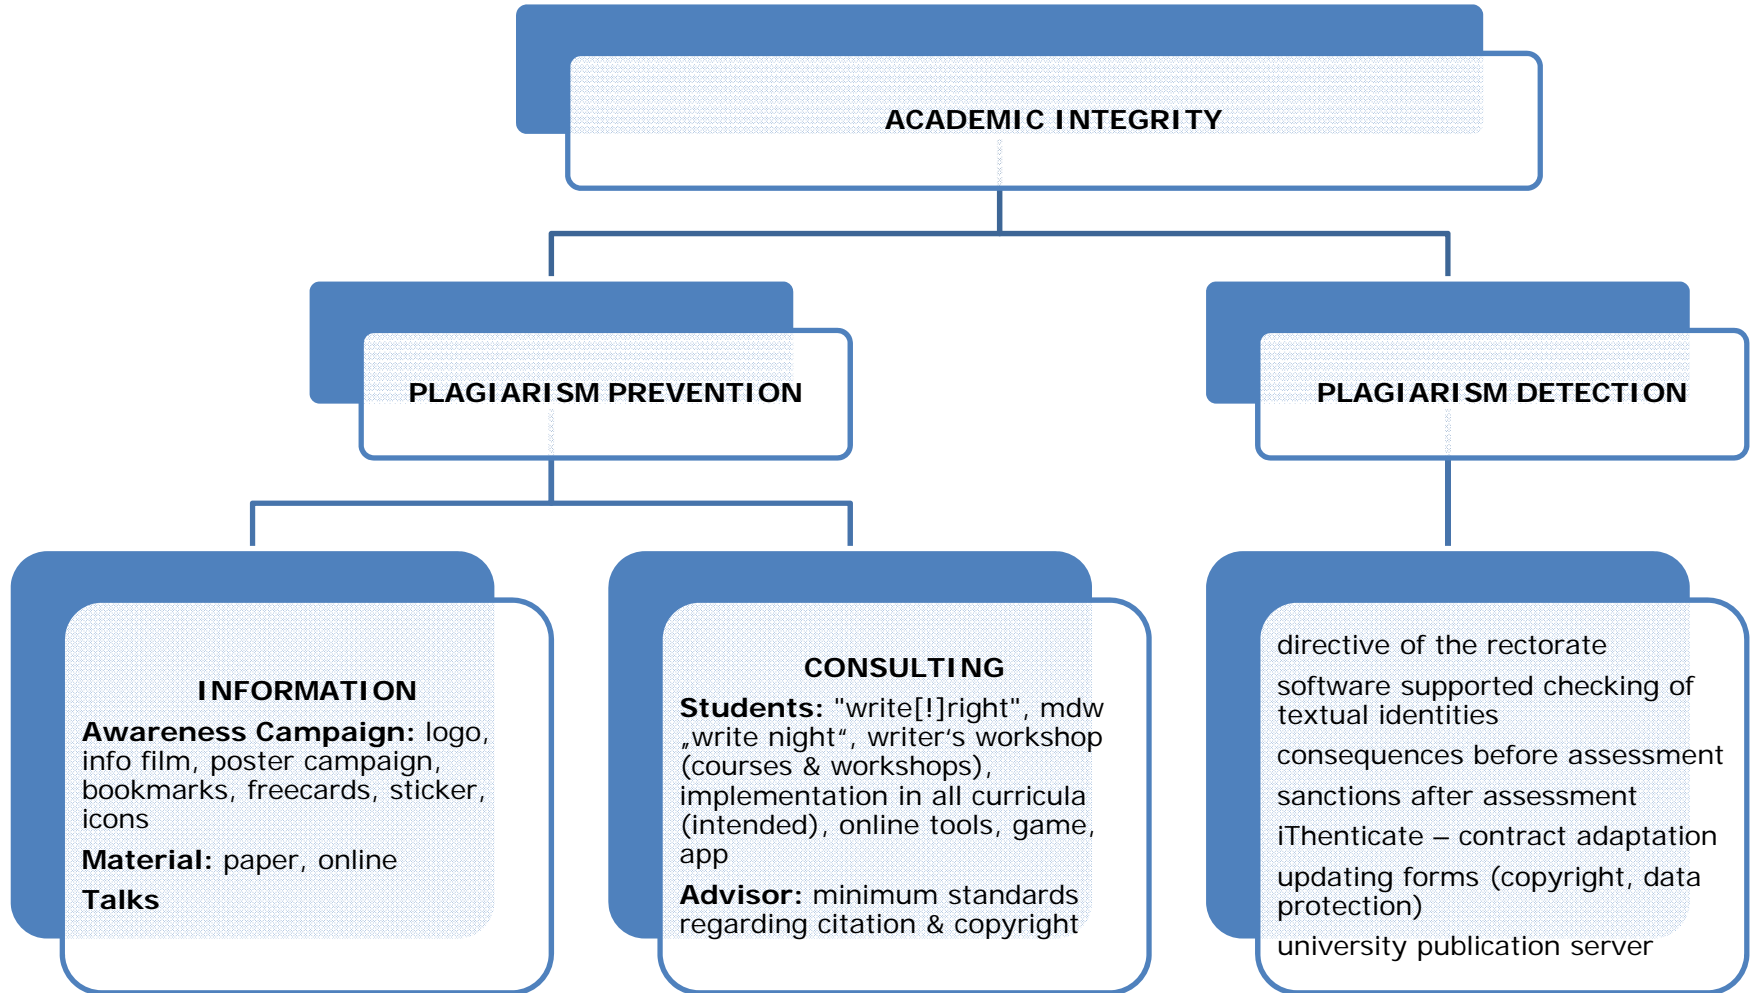 ACADEMIC INTEGRITY
PLAGIARISM PREVENTION
PLAGIARISM DETECTION
INFORMATION
Awareness Campaign: logo,
info film, poster campaign,
bookmarks, freecards, sticker,
icons
Material: paper, online
Talks
CONSULTING
Students: "write[!]right", mdw
„write night“, writer‘s workshop
(courses & workshops),
implementation in all curricula
(intended), online tools, game,
app
Advisor: minimum standards
regarding citation & copyright
directive of the rectorate
software supported checking of
textual identities
consequences before assessment
sanctions after assessment
iThenticate – contract adaptation
updating forms (copyright, data
protection)
university publication server